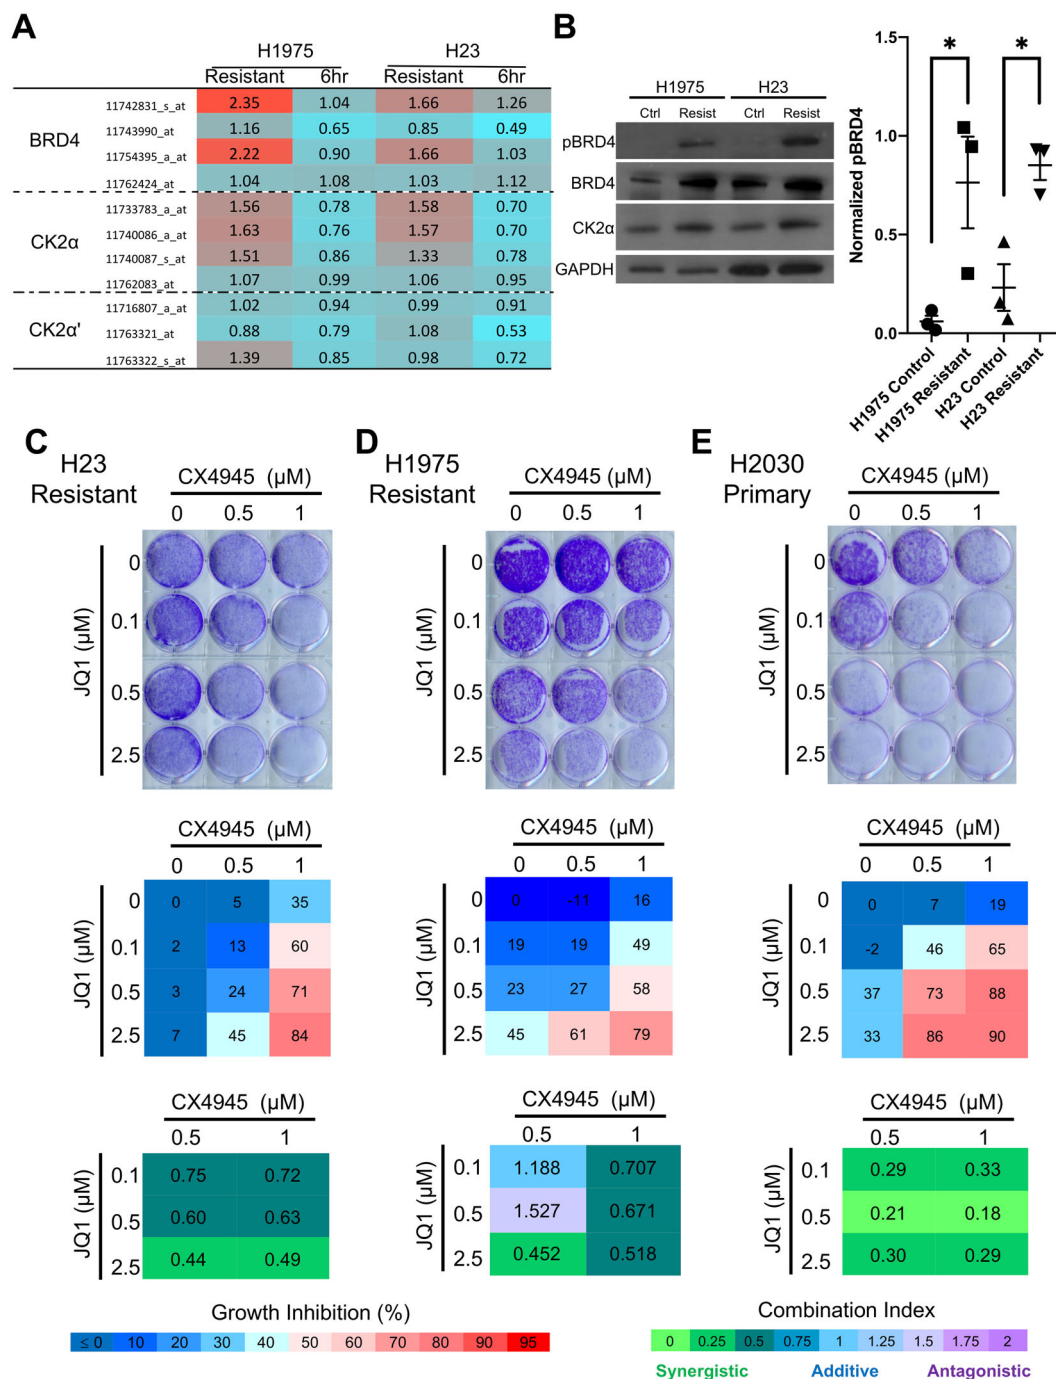 A
H1975 H23
Resistant 6hr Resistant 6hr
BRD4
11742831_s_at 2.35 1.04 1.66 1.26
11743990_at 1.16 0.65 0.85 0.49
11754395_a_at 2.22 0.90 1.66 1.03
11762424_at 1.04 1.08 1.03 1.12
CK2α
11733783_a_at 1.56 0.78 1.58 0.70
11740086_a_at 1.63 0.76 1.57 0.70
11740087_s_at 1.51 0.86 1.33 0.78
11762083_at 1.07 0.99 1.06 0.95
CK2α'
11716807_a_at 1.02 0.94 0.99 0.91
11763321_at 0.88 0.79 1.08 0.53
11763322_s_at 1.39 0.85 0.98 0.72
B
H1975 H23
Ctrl Resist Ctrl Resist
pBRD4
BRD4
CK2α
GAPDH
Normalized pBRD4
1.5
1.0
0.5
0.0
* *
H1975 Control
H1975 Resistant
H23 Control
H23 Resistant
C
H23
Resistant
CX4945 (μM)
0 0.5 1
JQ1 (μM)
0
0.1
0.5
2.5
CX4945 (μM)
0 0.5 1
JQ1 (μM)
0 0 5 35
0.1 2 13 60
0.5 3 24 71
2.5 7 45 84
CX4945 (μM)
0.5 1
JQ1 (μM)
0.1 0.75 0.72
0.5 0.60 0.63
2.5 0.44 0.49
D
H1975
Resistant
CX4945 (μM)
0 0.5 1
JQ1 (μM)
0
0.1
0.5
2.5
CX4945 (μM)
0 0.5 1
JQ1 (μM)
0 0 -11 16
0.1 19 19 49
0.5 23 27 58
2.5 45 61 79
CX4945 (μM)
0.5 1
JQ1 (μM)
0.1 1.188 0.707
0.5 1.527 0.671
2.5 0.452 0.518
E
H2030
Primary
CX4945 (μM)
0 0.5 1
JQ1 (μM)
0
0.1
0.5
2.5
CX4945 (μM)
0 0.5 1
JQ1 (μM)
0 0 7 19
0.1 -2 46 65
0.5 37 73 88
2.5 33 86 90
CX4945 (μM)
0.5 1
JQ1 (μM)
0.1 0.29 0.33
0.5 0.21 0.18
2.5 0.30 0.29
Growth Inhibition (%)
≤ 0 10 20 30 40 50 60 70 80 90 95
Combination Index
0 0.25 0.5 0.75 1 1.25 1.5 1.75 2
Synergistic Additive Antagonistic